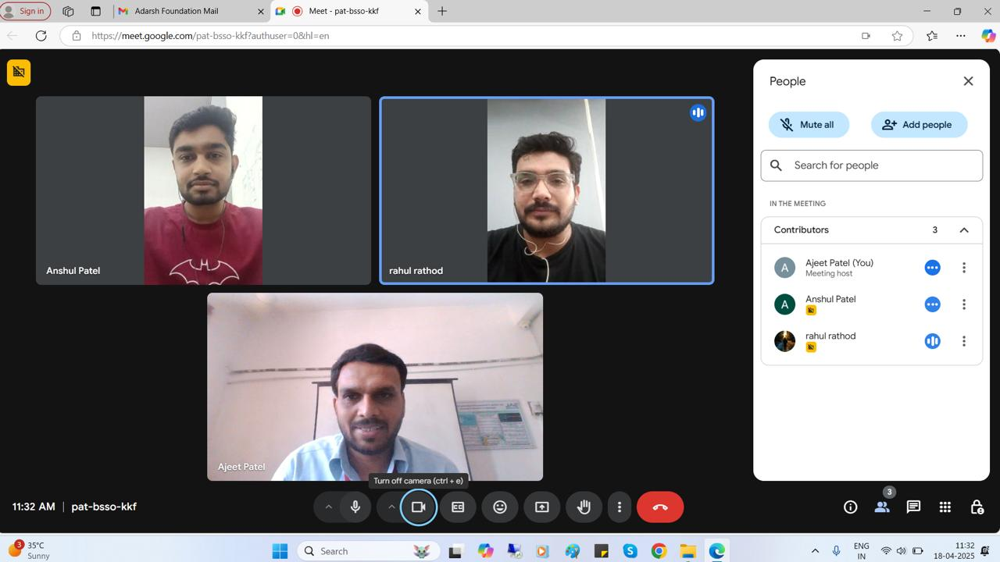 Sign in
Adarsh Foundation Mail
Meet - pat-bsso-kkf
https://meet.google.com/pat-bsso-kkf?authuser=0&hl=en
Anshul Patel
rahul rathod
Ajeet Patel
Turn off camera (ctrl + e)
People
Mute all
Add people
Search for people
IN THE MEETING
Contributors 3
A
Ajeet Patel (You)
Meeting host
A
Anshul Patel
rahul rathod
11:32 AM | pat-bsso-kkf
CC
3
3
35°C
Sunny
Search
ENG
IN
11:32
18-04-2025